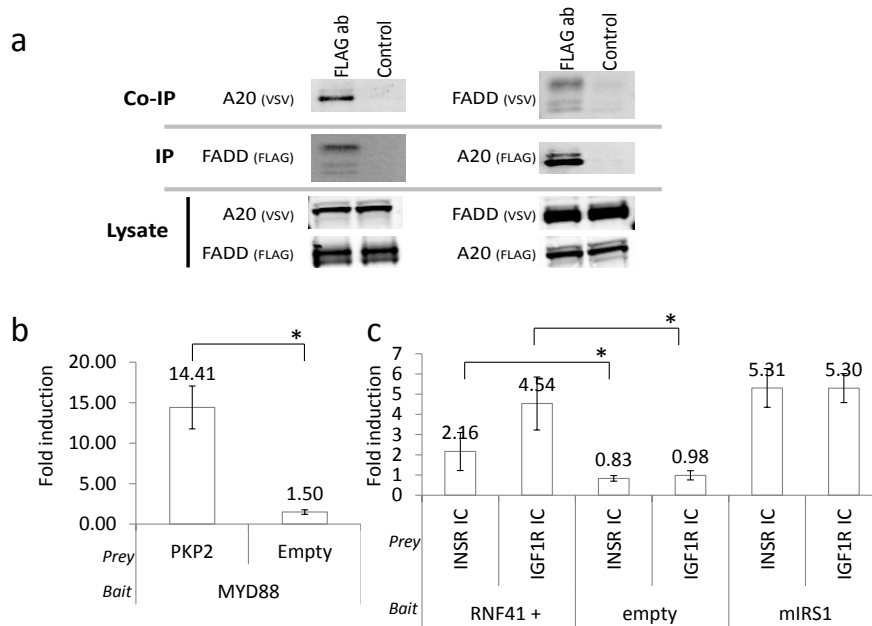 a
FLAG ab
Control
FLAG ab
Control
Co-IP
A20 (VSV)
FADD (VSV)
IP
FADD (FLAG)
A20 (FLAG)
Lysate
A20 (VSV)
FADD (VSV)
FADD (FLAG)
A20 (FLAG)
b
Fold induction
20.00
15.00
10.00
5.00
0.00
14.41
*
1.50
Prey
PKP2
Empty
Bait
MYD88
c
Fold induction
7
6
5
4
3
2
1
0
*
*
2.16
4.54
0.83
0.98
5.31
5.30
Prey
INSR IC
IGF1R IC
INSR IC
IGF1R IC
INSR IC
IGF1R IC
Bait
RNF41 +
empty
mIRS1